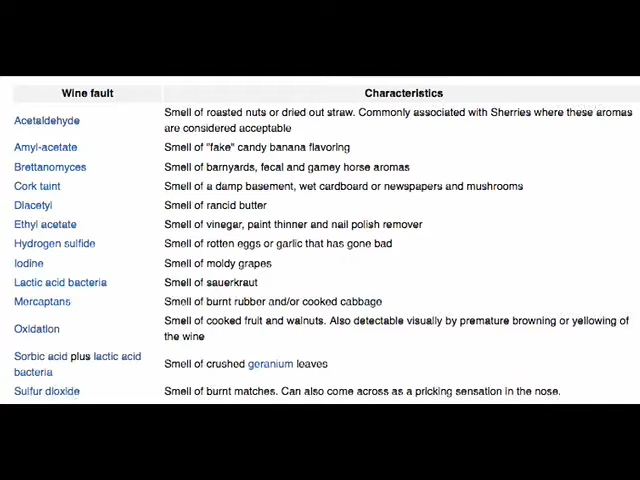 Wine fault Characteristics
Acetaldehyde Smell of roasted nuts or dried out straw. Commonly associated with Sherries where these aromas
are considered acceptable
Amyl-acetate Smell of "fake" candy banana flavoring
Brettanomyces Smell of barnyards, fecal and gamey horse aromas
Cork taint Smell of a damp basement, wet cardboard or newspapers and mushrooms
Diacetyl Smell of rancid butter
Ethyl acetate Smell of vinegar, paint thinner and nail polish remover
Hydrogen sulfide Smell of rotten eggs or garlic that has gone bad
Iodine Smell of moldy grapes
Lactic acid bacteria Smell of sauerkraut
Mercaptans Smell of burnt rubber and/or cooked cabbage
Oxidation Smell of cooked fruit and walnuts. Also detectable visually by premature browning or yellowing of
the wine
Sorbic acid plus lactic acid
bacteria Smell of crushed geranium leaves
Sulfur dioxide Smell of burnt matches. Can also come across as a pricking sensation in the nose.